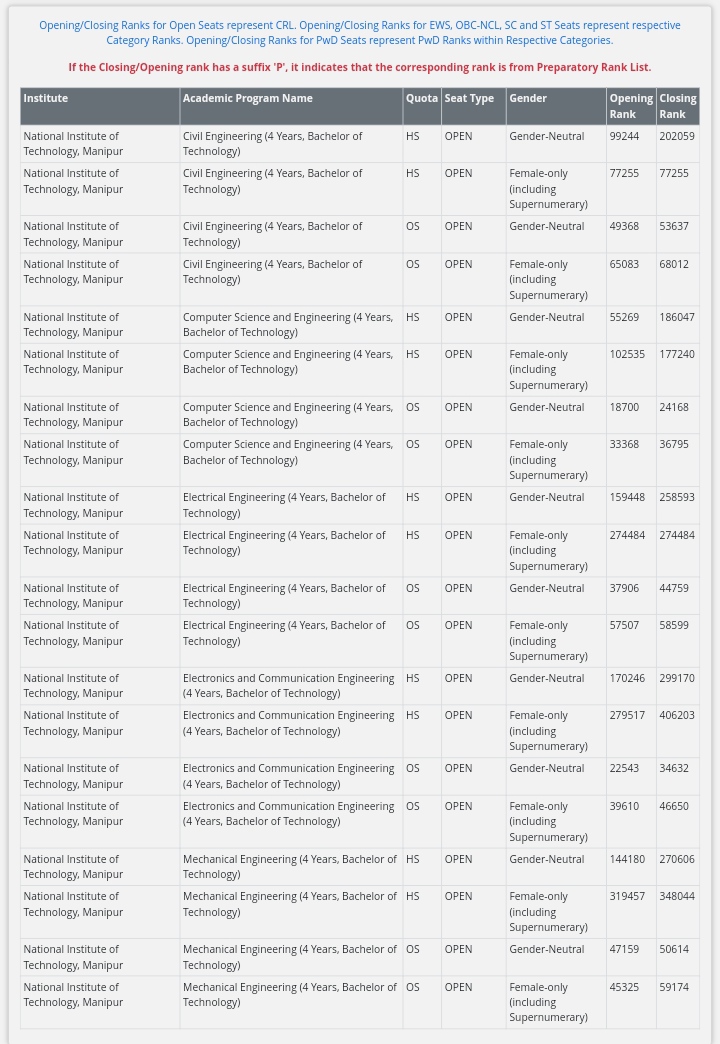 Opening/Closing Ranks for Open Seats represent CRL. Opening/Closing Ranks for EWS, OBC-NCL, SC and ST Seats represent respective
Category Ranks. Opening/Closing Ranks for PwD Seats represent PwD Ranks within Respective Categories.
If the Closing/Opening rank has a suffix 'P', it indicates that the corresponding rank is from Preparatory Rank List.
Institute Academic Program Name Quota Seat Type Gender Opening Closing
Rank Rank
National Institute of Civil Engineering (4 Years, Bachelor of HS OPEN Gender-Neutral 99244 202059
Technology, Manipur Technology)
National Institute of Civil Engineering (4 Years, Bachelor of HS OPEN Female-only 77255 77255
Technology, Manipur Technology) (including
Supernumerary)
National Institute of Civil Engineering (4 Years, Bachelor of OS OPEN Gender-Neutral 49368 53637
Technology, Manipur Technology)
National Institute of Civil Engineering (4 Years, Bachelor of OS OPEN Female-only 65083 68012
Technology, Manipur Technology) (including
Supernumerary)
National Institute of Computer Science and Engineering (4 Years, HS OPEN Gender-Neutral 55269 186047
Technology, Manipur Bachelor of Technology)
National Institute of Computer Science and Engineering (4 Years, HS OPEN Female-only 102535 177240
Technology, Manipur Bachelor of Technology) (including
Supernumerary)
National Institute of Computer Science and Engineering (4 Years, OS OPEN Gender-Neutral 18700 24168
Technology, Manipur Bachelor of Technology)
National Institute of Computer Science and Engineering (4 Years, OS OPEN Female-only 33368 36795
Technology, Manipur Bachelor of Technology) (including
Supernumerary)
National Institute of Electrical Engineering (4 Years, Bachelor of HS OPEN Gender-Neutral 159448 258593
Technology, Manipur Technology)
National Institute of Electrical Engineering (4 Years, Bachelor of HS OPEN Female-only 274484 274484
Technology, Manipur Technology) (including
Supernumerary)
National Institute of Electrical Engineering (4 Years, Bachelor of OS OPEN Gender-Neutral 37906 44759
Technology, Manipur Technology)
National Institute of Electrical Engineering (4 Years, Bachelor of OS OPEN Female-only 57507 58599
Technology, Manipur Technology) (including
Supernumerary)
National Institute of Electronics and Communication Engineering HS OPEN Gender-Neutral 170246 299170
Technology, Manipur (4 Years, Bachelor of Technology)
National Institute of Electronics and Communication Engineering HS OPEN Female-only 279517 406203
Technology, Manipur (4 Years, Bachelor of Technology) (including
Supernumerary)
National Institute of Electronics and Communication Engineering OS OPEN Gender-Neutral 22543 34632
Technology, Manipur (4 Years, Bachelor of Technology)
National Institute of Electronics and Communication Engineering OS OPEN Female-only 39610 46650
Technology, Manipur (4 Years, Bachelor of Technology) (including
Supernumerary)
National Institute of Mechanical Engineering (4 Years, Bachelor of HS OPEN Gender-Neutral 144180 270606
Technology, Manipur Technology)
National Institute of Mechanical Engineering (4 Years, Bachelor of HS OPEN Female-only 319457 348044
Technology, Manipur Technology) (including
Supernumerary)
National Institute of Mechanical Engineering (4 Years, Bachelor of OS OPEN Gender-Neutral 47159 50614
Technology, Manipur Technology)
National Institute of Mechanical Engineering (4 Years, Bachelor of OS OPEN Female-only 45325 59174
Technology, Manipur Technology) (including
Supernumerary)